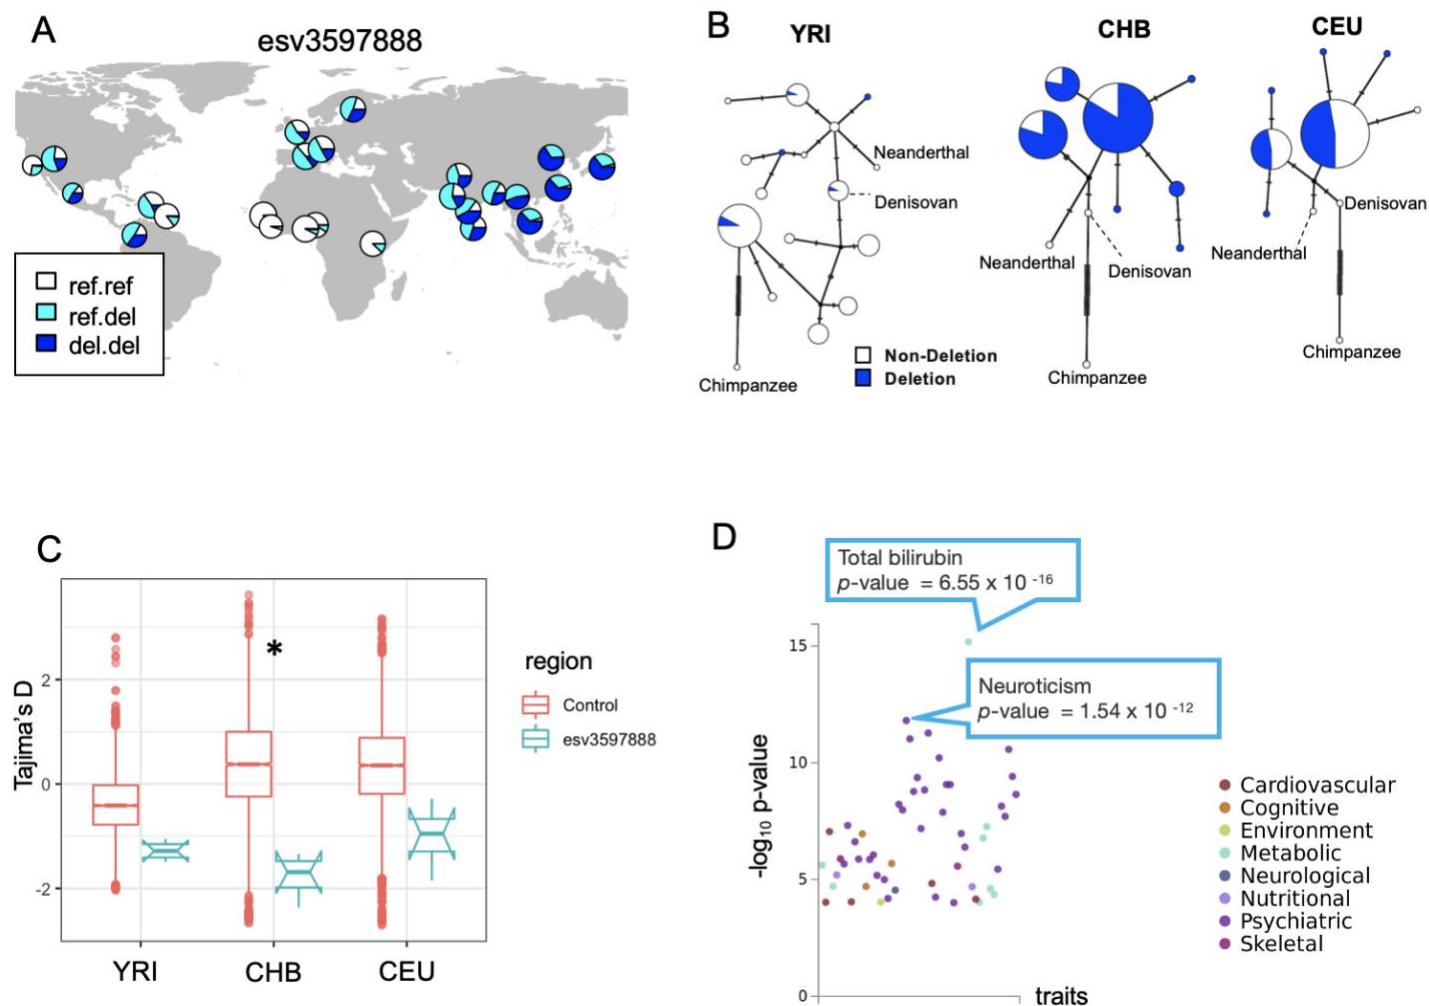 A
esv3597888
ref.ref
ref.del
del.del
B
YRI
CHB
CEU
Neanderthal
Denisovan
Chimpanzee
Non-Deletion
Deletion
Neanderthal
Denisovan
Chimpanzee
Denisovan
Neanderthal
Chimpanzee
C
Tajima's D
2
0
-2
*
YRI
CHB
CEU
region
Control
esv3597888
D
Total bilirubin
p-value = 6.55 x 10 -16
Neuroticism
p-value = 1.54 x 10 -12
-log10 p-value
15
10
5
0
traits
Cardiovascular
Cognitive
Environment
Metabolic
Neurological
Nutritional
Psychiatric
Skeletal